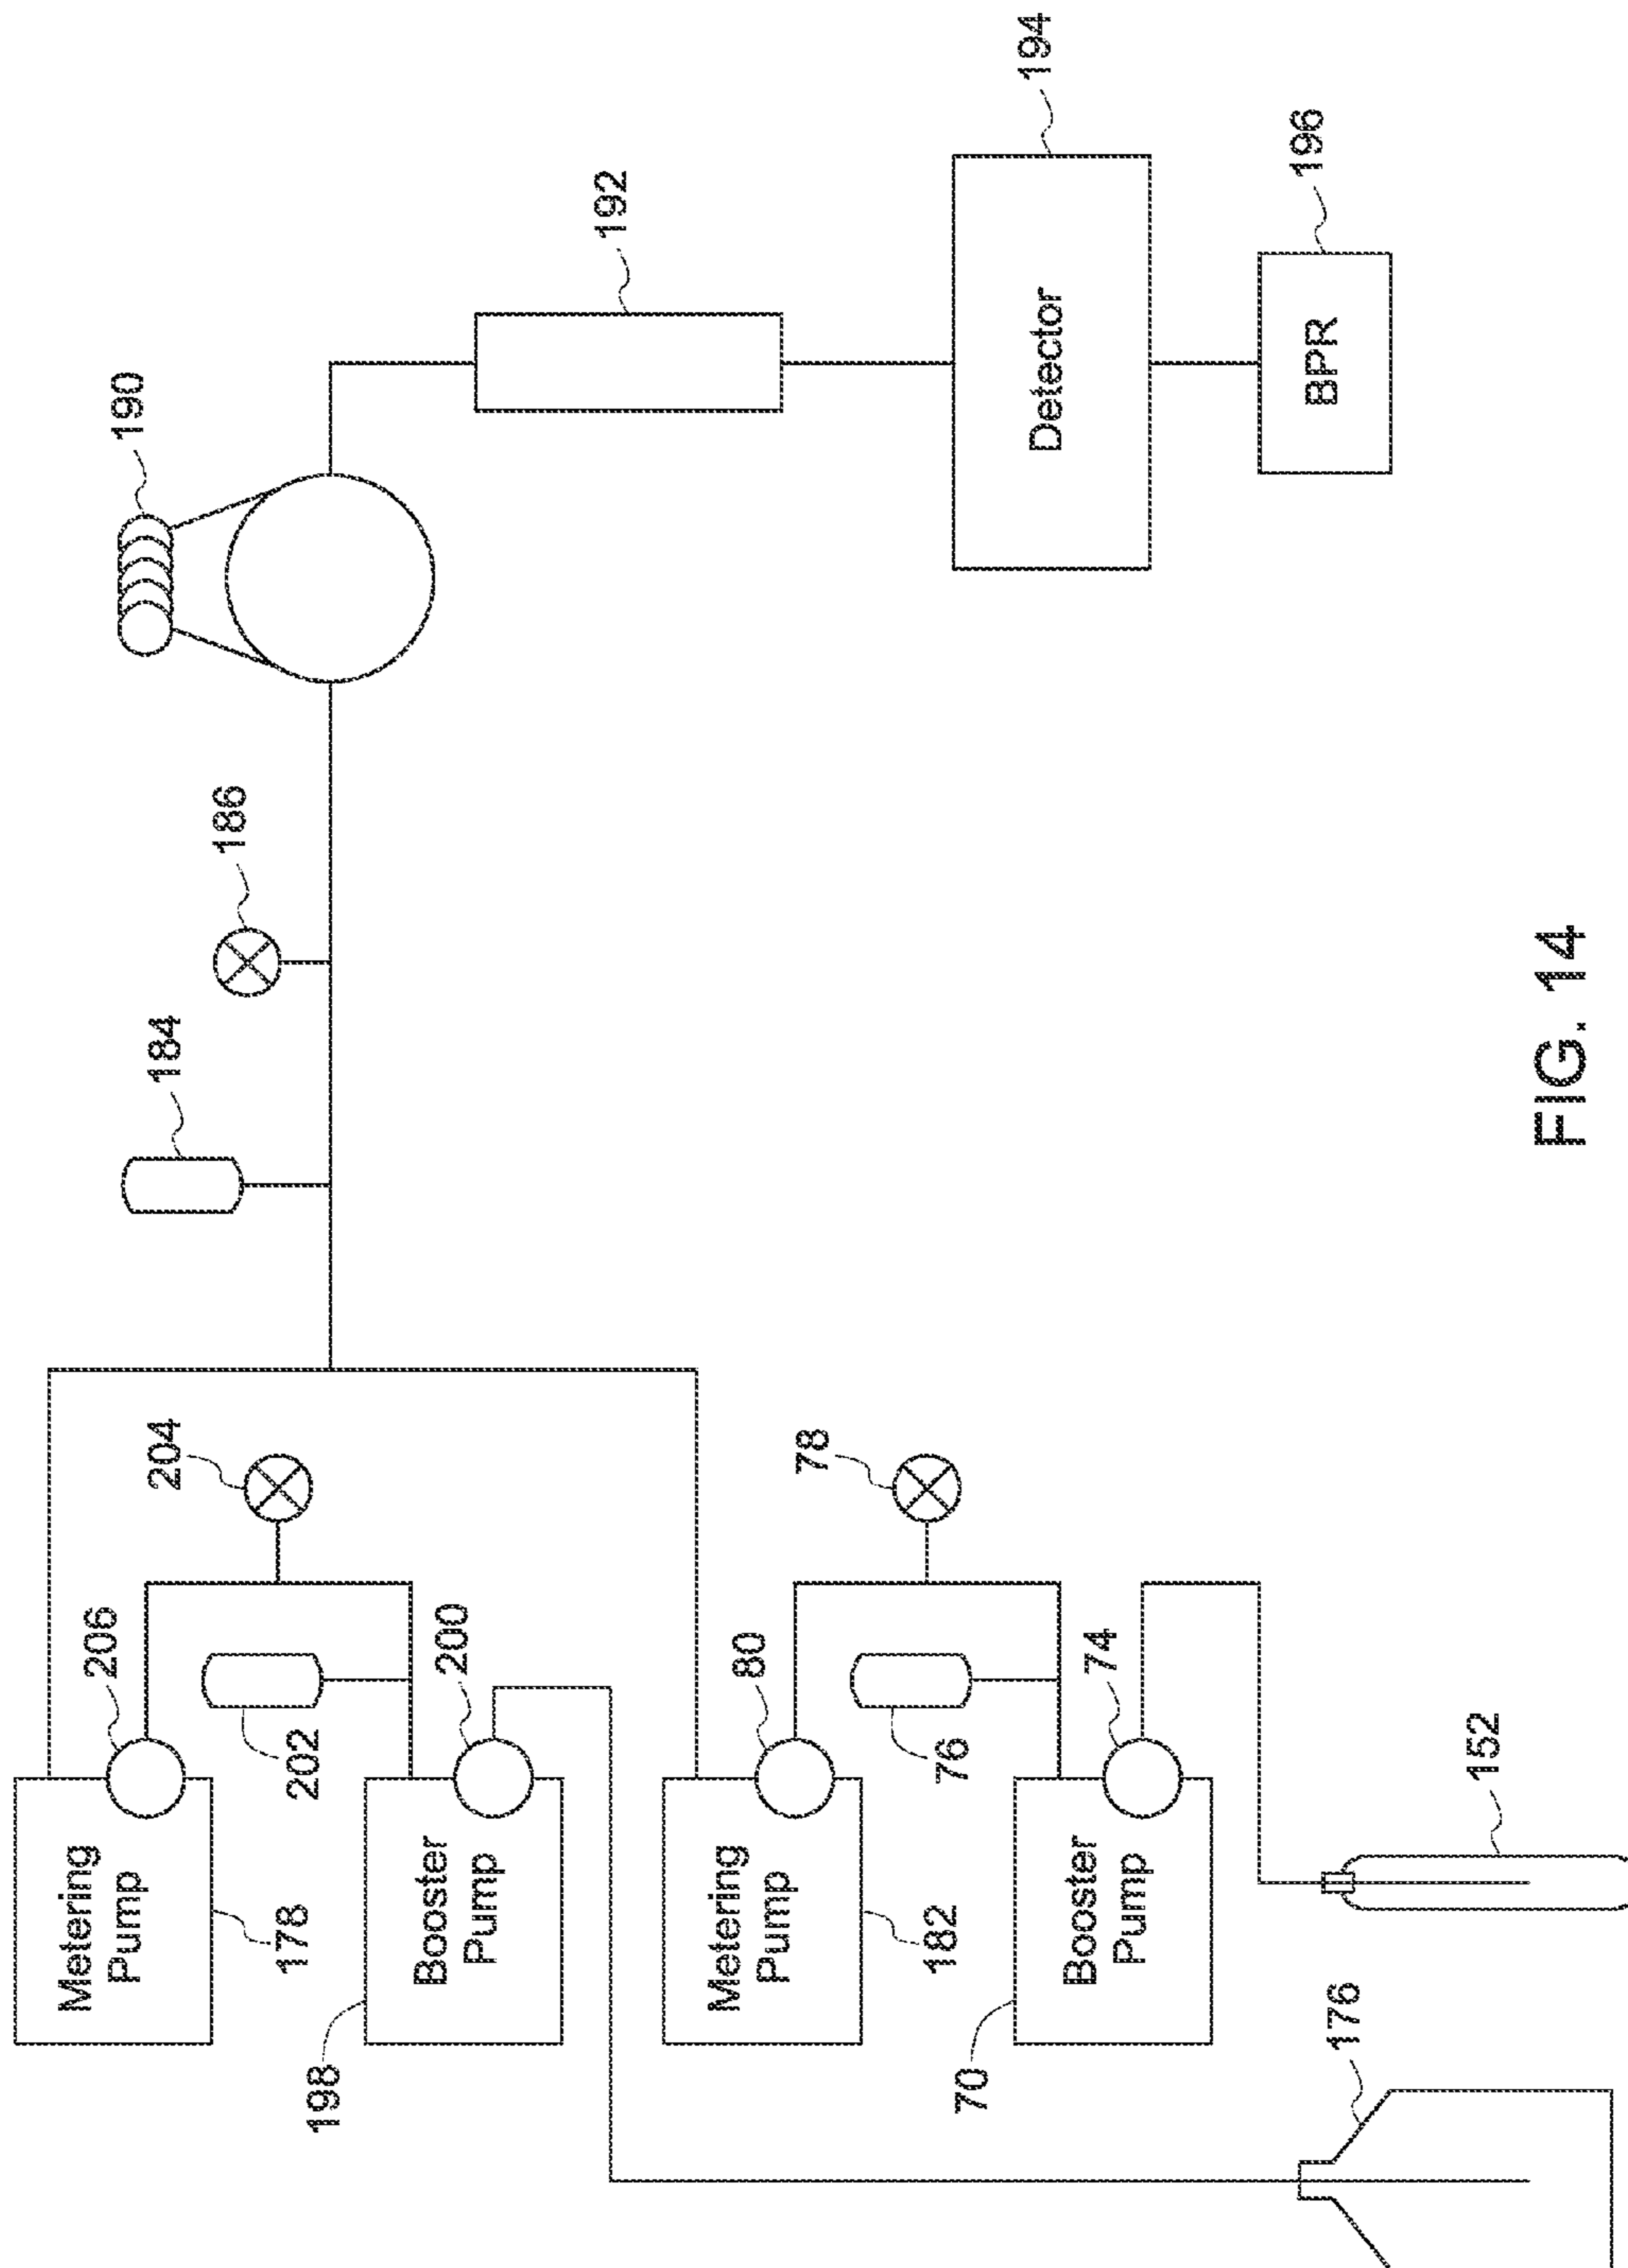 Metering
Pump
178
206
204
202
Booster
Pump
198
200
Metering
Pump
182
80
78
76
Booster
Pump
70
74
176
152
184
186
190
192
Detector
194
BPR
196
FIG. 14